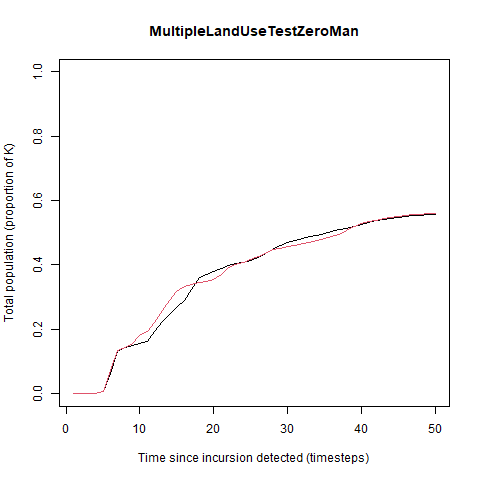 MultipleLandUseTestZeroMan
Total population (proportion of K)
1.0
0.8
0.6
0.4
0.2
0.0
0 10 20 30 40 50
Time since incursion detected (timesteps)